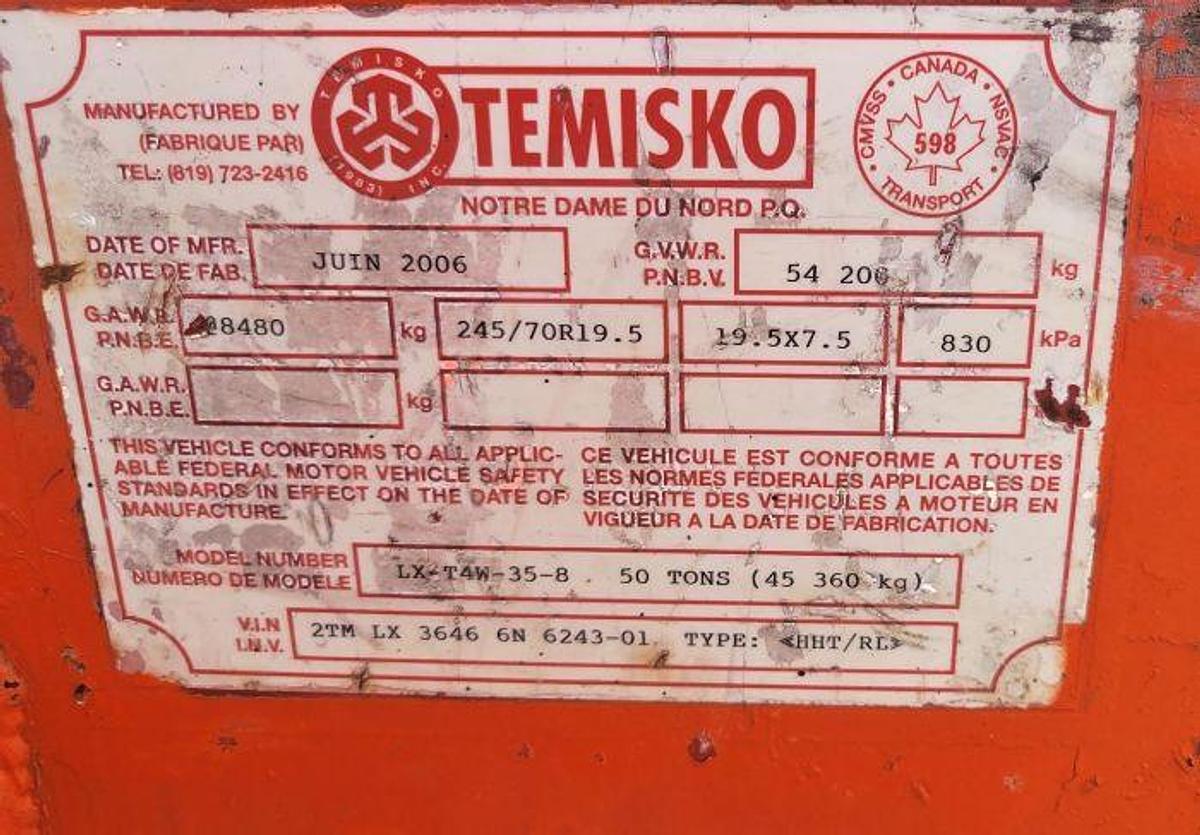 MANUFACTURED BY
(FABRIQUE PAR)
TEL: (819) 723-2416
TEMISKO
(1983) INC.
TEMISKO
NOTRE DAME DU NORD P.Q.
CANADA
CMVSS
NSVAC
598
TRANSPORT
DATE OF MFR.
DATE DE FAB.
JUIN 2006
G.V.W.R.
P.N.B.V.
54 200
kg
G.A.W.R.
P.N.B.E.
8480
kg
245/70R19.5
19.5X7.5
830
kPa
G.A.W.R.
P.N.B.E.
kg
THIS VEHICLE CONFORMS TO ALL APPLIC-
ABLE FEDERAL MOTOR VEHICLE SAFETY
STANDARDS IN EFFECT ON THE DATE OF
MANUFACTURE
CE VEHICULE EST CONFORME A TOUTES
LES NORMES FEDERALES APPLICABLES DE
SECURITE DES VEHICULES A MOTEUR EN
VIGUEUR A LA DATE DE FABRICATION.
MODEL NUMBER
NUMERO DE MODELE
LX-T4W-35-8 50 TONS (45 360 kg)
V.I.N
I.N.V.
2TM LX 3646 6N 6243-01 TYPE: <HHT/RL>